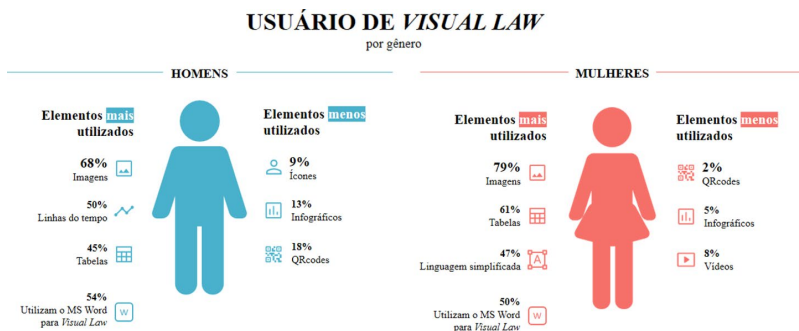 USUÁRIO DE VISUAL LAW
por gênero
HOMENS
Elementos mais
utilizados
68%
Imagens
50%
Linhas do tempo
45%
Tabelas
54%
Utilizam o MS Word
para Visual Law
W
Elementos menos
utilizados
9%
Ícones
13%
Infográficos
18%
QRcodes
MULHERES
Elementos mais
utilizados
79%
Imagens
61%
Tabelas
47%
Linguagem simplificada
A
50%
Utilizam o MS Word
para Visual Law
W
Elementos menos
utilizados
2%
QRcodes
5%
Infográficos
8%
Vídeos